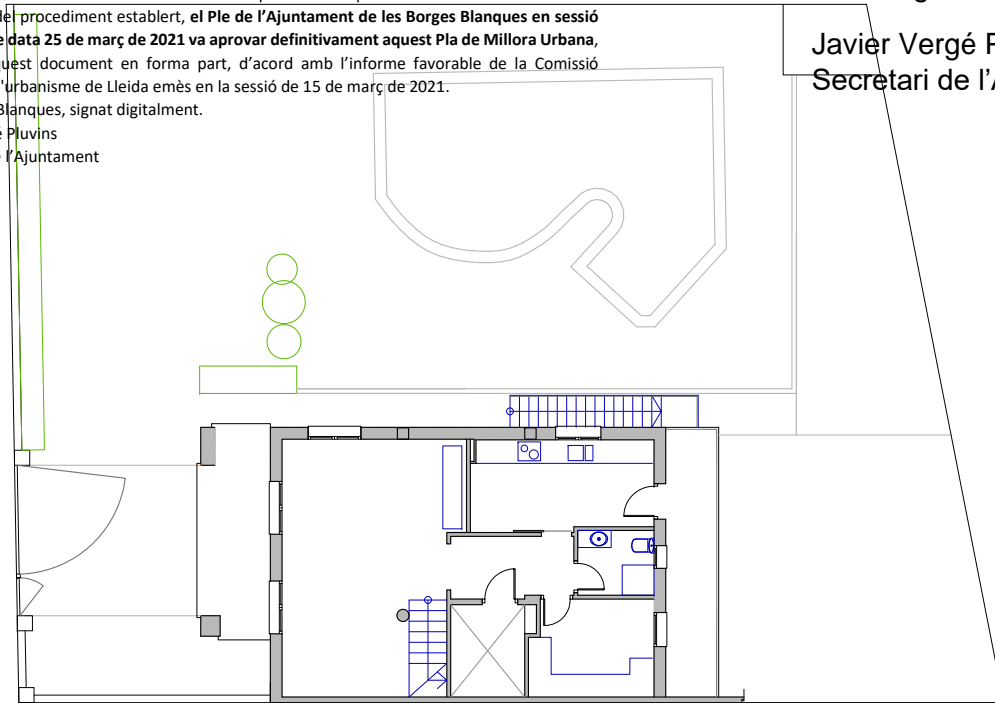 del procediment establert, el Ple de l'Ajuntament de les Borges Blanques en sessió
data 25 de març de 2021 va aprovar definitivament aquest Pla de Millora Urbana,
document en forma part, d'acord amb l'informe favorable de la Comissió
d'urbanisme de Lleida emès en la sessió de 15 de març de 2021.
Blanques, signat digitalment.
Pluvins
l'Ajuntament
Javier Vergé
Secretari de l'A